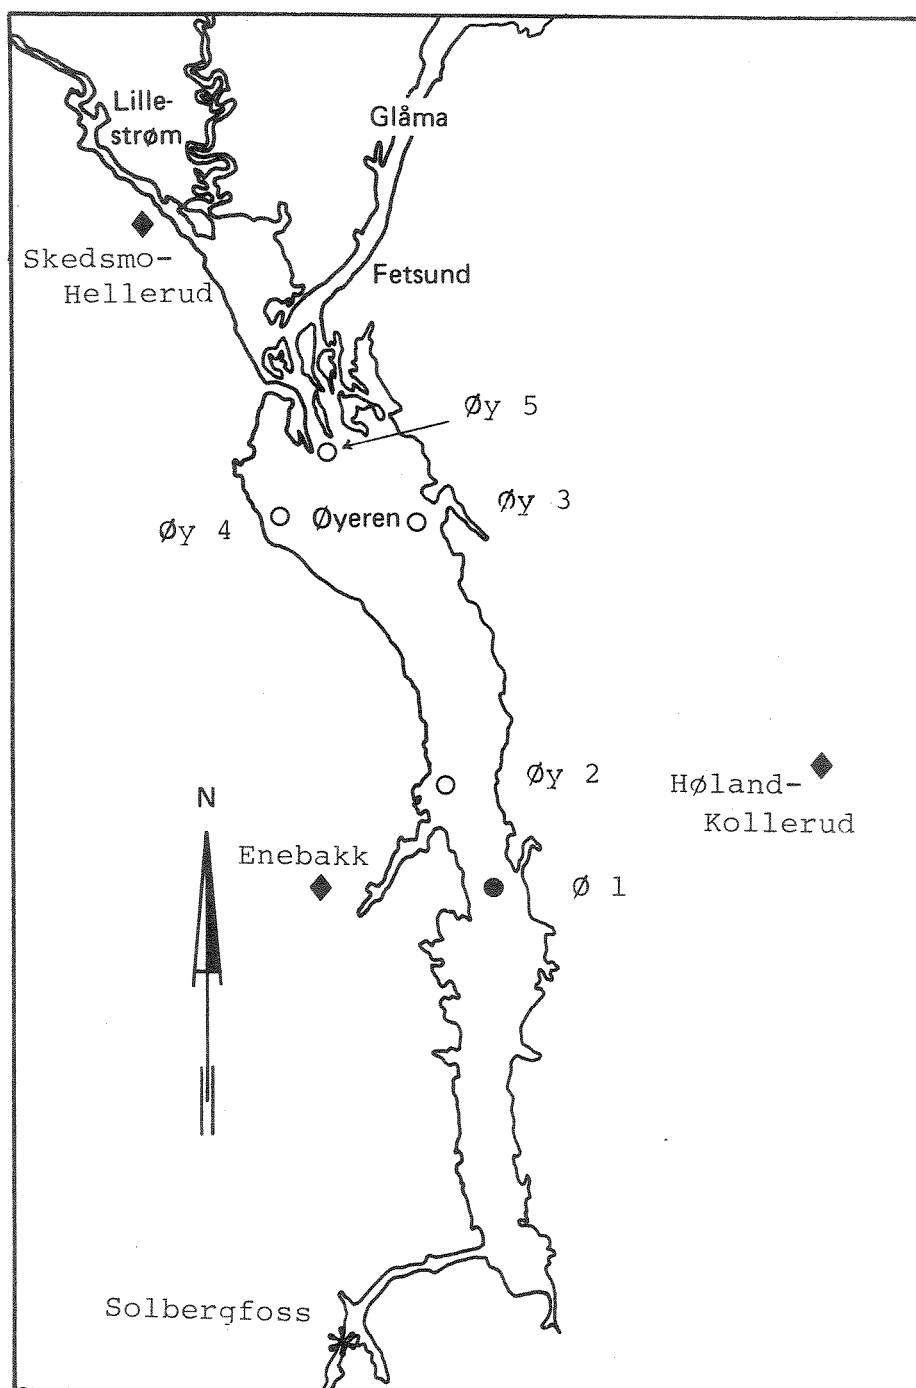 Lille-
strøm
Glåma
Skedsmo-
Hellerud
Fetsund
Øy 5
Øy 3
Øy 4
Øyeren
Øy 2
Høland-
Kollerud
N
Enebakk
Ø 1
Solbergfoss